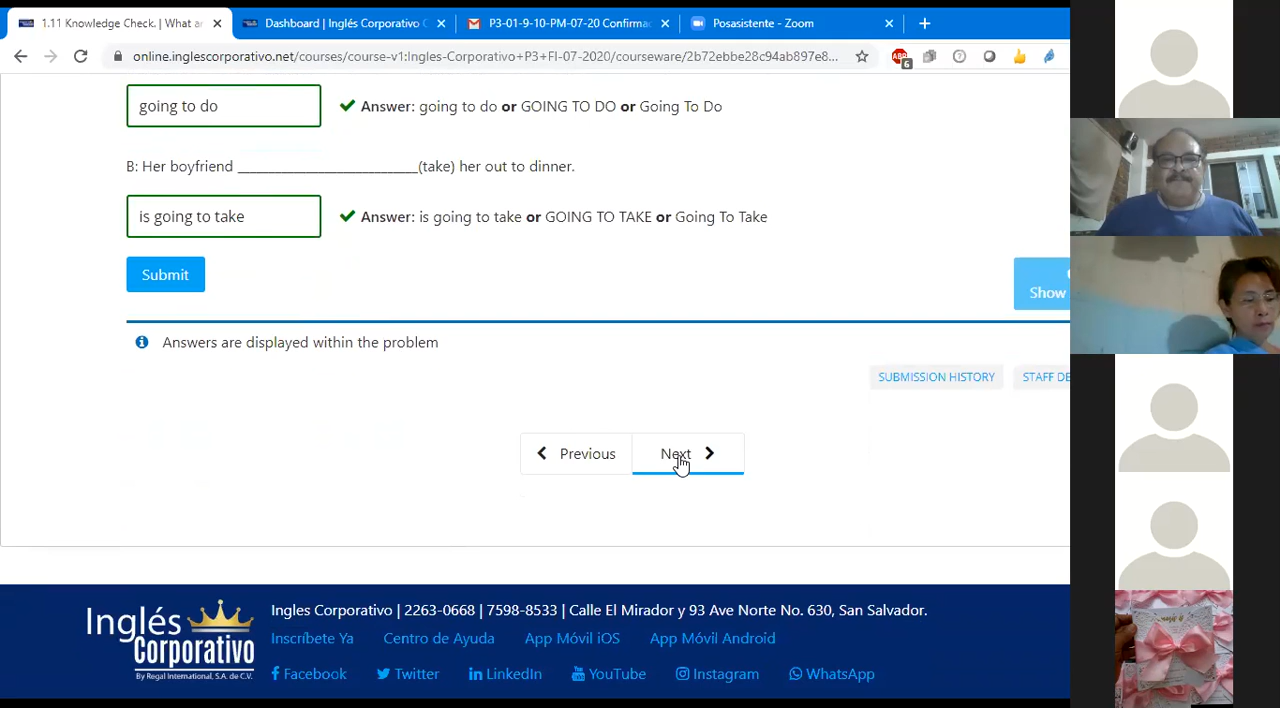 1.11 Knowledge Check. | What a
Dashboard | Inglés Corporativo
P3-01-9-10-PM-07-20 Confirma
Posasistente - Zoom
online.inglescorporativo.net/courses/course-v1:Ingles-Corporativo+P3+FI-07-2020/courseware/2b72ebbe28c94ab897e8...
ABP
6
going to do
Answer: going to do or GOING TO DO or Going To Do
B: Her boyfriend ____________________________(take) her out to dinner.
is going to take
Answer: is going to take or GOING TO TAKE or Going To Take
Submit
Show
Answers are displayed within the problem
SUBMISSION HISTORY
STAFF DE
Previous
Next
Inglés
Corporativo
By Regal International, S.A. de C.V.
Ingles Corporativo | 2263-0668 | 7598-8533 | Calle El Mirador y 93 Ave Norte No. 630, San Salvador.
Inscríbete Ya
Centro de Ayuda
App Móvil iOS
App Móvil Android
Facebook
Twitter
LinkedIn
YouTube
Instagram
WhatsApp